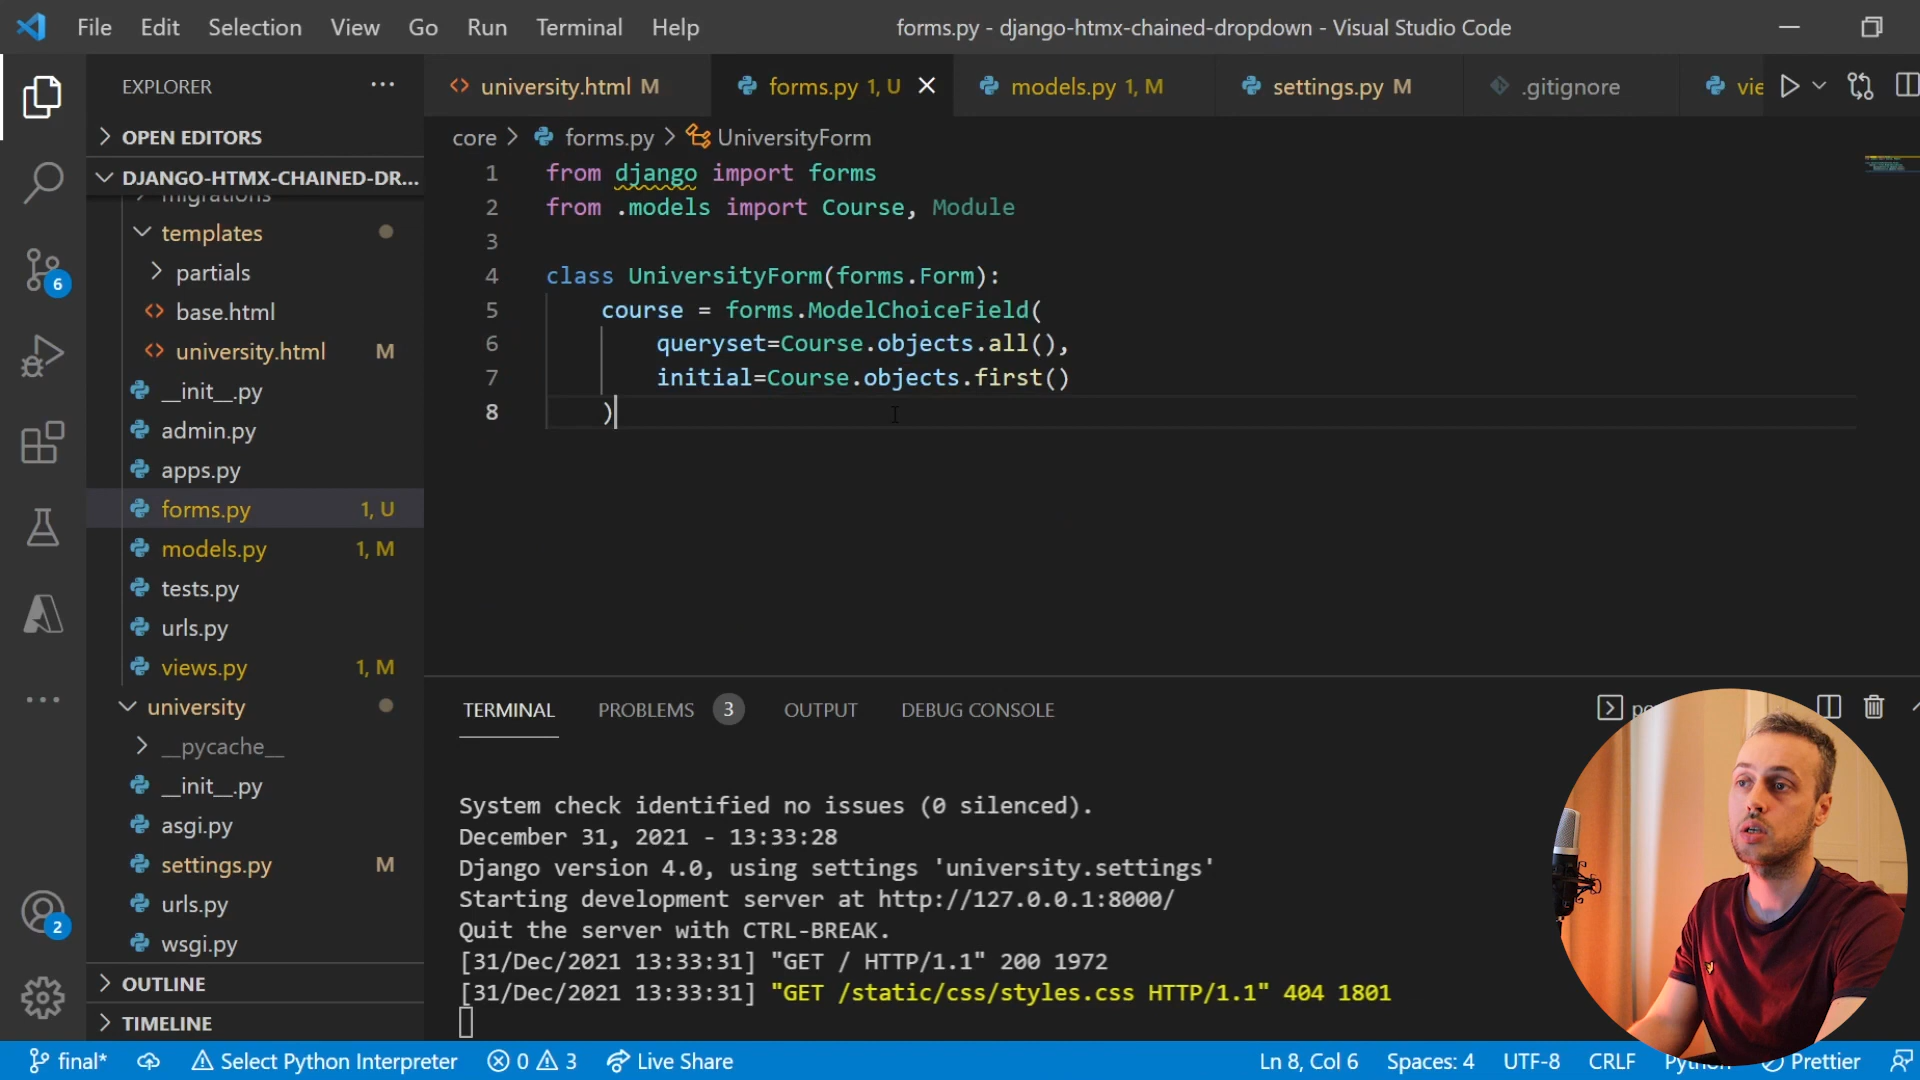 File Edit Selection View Go Run Terminal Help forms.py - django-htmx-chained-dropdown - Visual Studio Code
EXPLORER
university.html M forms.py 1, U models.py 1, M settings.py M .gitignore vie
OPEN EDITORS
core > forms.py > UniversityForm
DJANGO-HTMX-CHAINED-DR...
migrations
templates
partials
base.html
university.html M
__init__.py
admin.py
apps.py
forms.py 1, U
models.py 1, M
tests.py
urls.py
views.py 1, M
university
__pycache__
__init__.py
asgi.py
settings.py M
urls.py
wsgi.py
OUTLINE
TIMELINE
6
2
1 from django import forms
2 from .models import Course, Module
3
4 class UniversityForm(forms.Form):
5 course = forms.ModelChoiceField(
6 queryset=Course.objects.all(),
7 initial=Course.objects.first()
8 )
TERMINAL PROBLEMS 3 OUTPUT DEBUG CONSOLE
System check identified no issues (0 silenced).
December 31, 2021 - 13:33:28
Django version 4.0, using settings 'university.settings'
Starting development server at http://127.0.0.1:8000/
Quit the server with CTRL-BREAK.
[31/Dec/2021 13:33:31] "GET / HTTP/1.1" 200 1972
[31/Dec/2021 13:33:31] "GET /static/css/styles.css HTTP/1.1" 404 1801
final* Select Python Interpreter 0 3 Live Share Ln 8, Col 6 Spaces: 4 UTF-8 CRLF Python Prettier